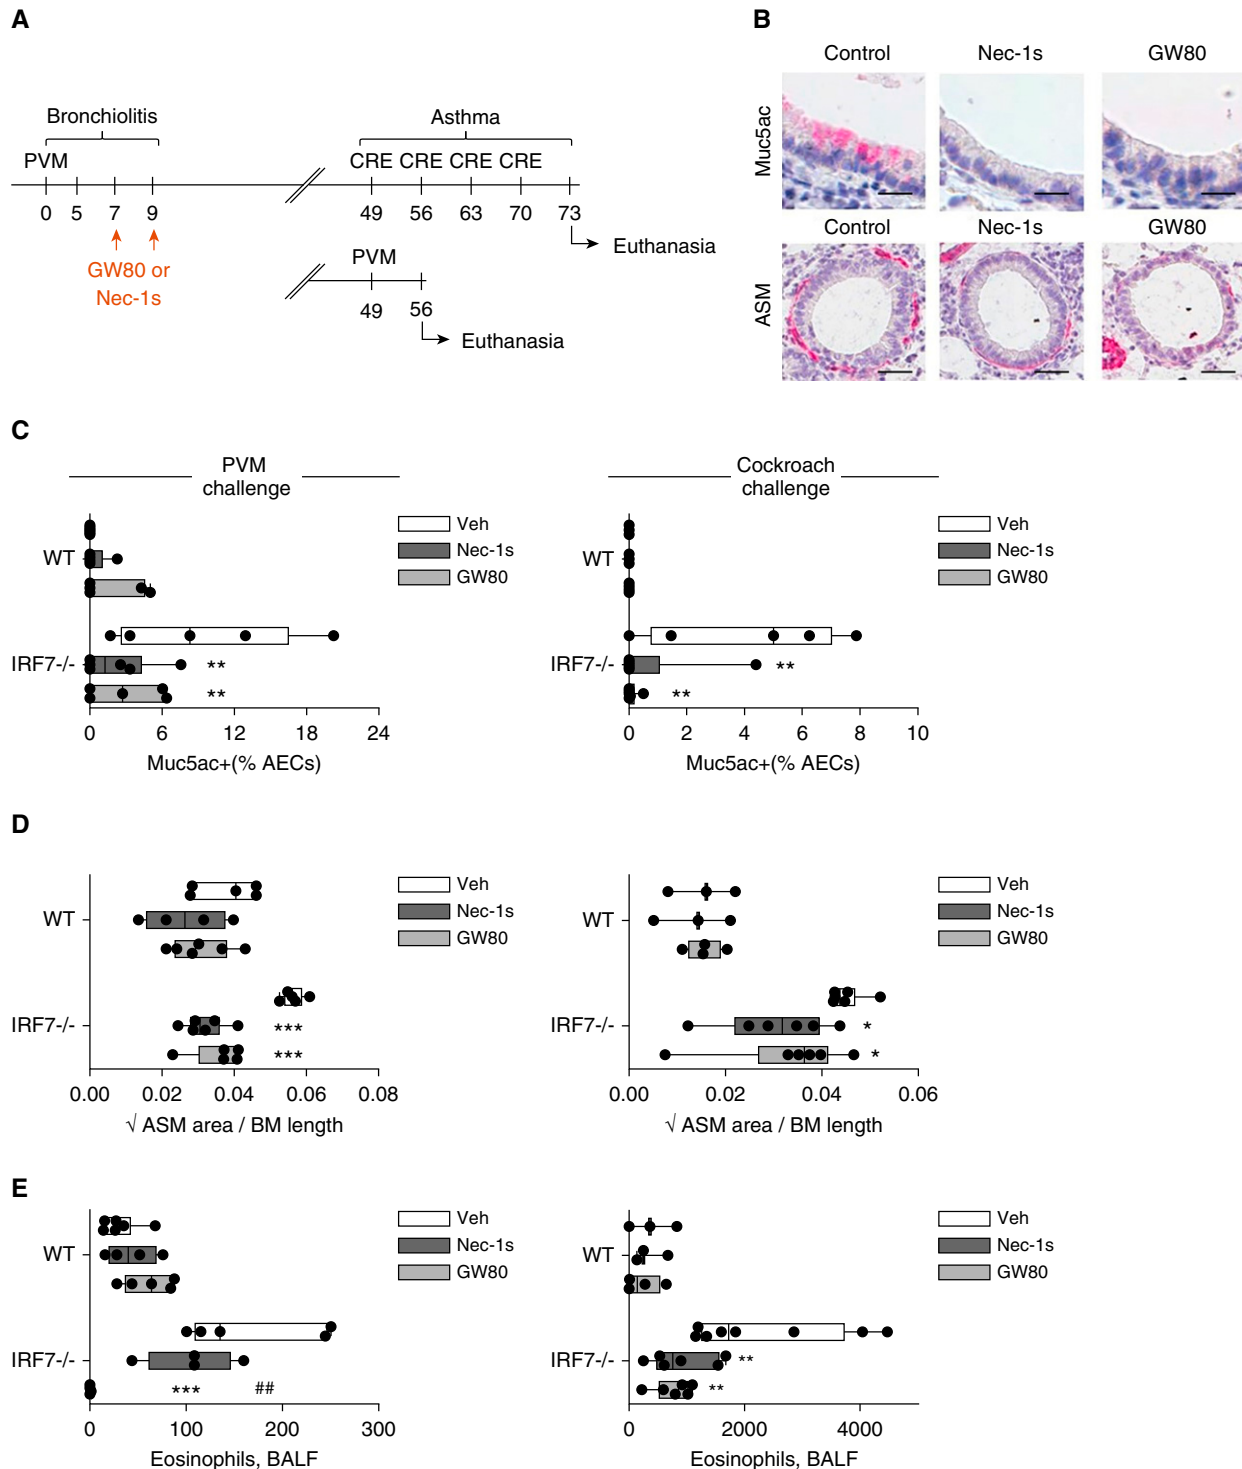 A
Bronchiolitis
Asthma
PVM
CRE CRE CRE CRE
0 5 7 9 49 56 63 70 73
GW80 or
Nec-1s
Euthanasia
PVM
49 56
Euthanasia
B
Control Nec-1s GW80
Muc5ac
Control Nec-1s GW80
ASM
C
PVM
challenge
Veh
WT
Nec-1s
GW80
IRF7-/-
**
**
0 6 12 18 24
Muc5ac+(% AECs)
Cockroach
challenge
Veh
WT
Nec-1s
GW80
IRF7-/-
**
**
0 2 4 6 8 10
Muc5ac+(% AECs)
D
Veh
WT
Nec-1s
GW80
IRF7-/-
***
***
0.00 0.02 0.04 0.06 0.08
√ ASM area / BM length
Veh
WT
Nec-1s
GW80
IRF7-/-
*
*
0.00 0.02 0.04 0.06
√ ASM area / BM length
E
Veh
WT
Nec-1s
GW80
IRF7-/-
*** ##
0 100 200 300
Eosinophils, BALF
Veh
WT
Nec-1s
GW80
IRF7-/-
**
**
0 2000 4000
Eosinophils, BALF